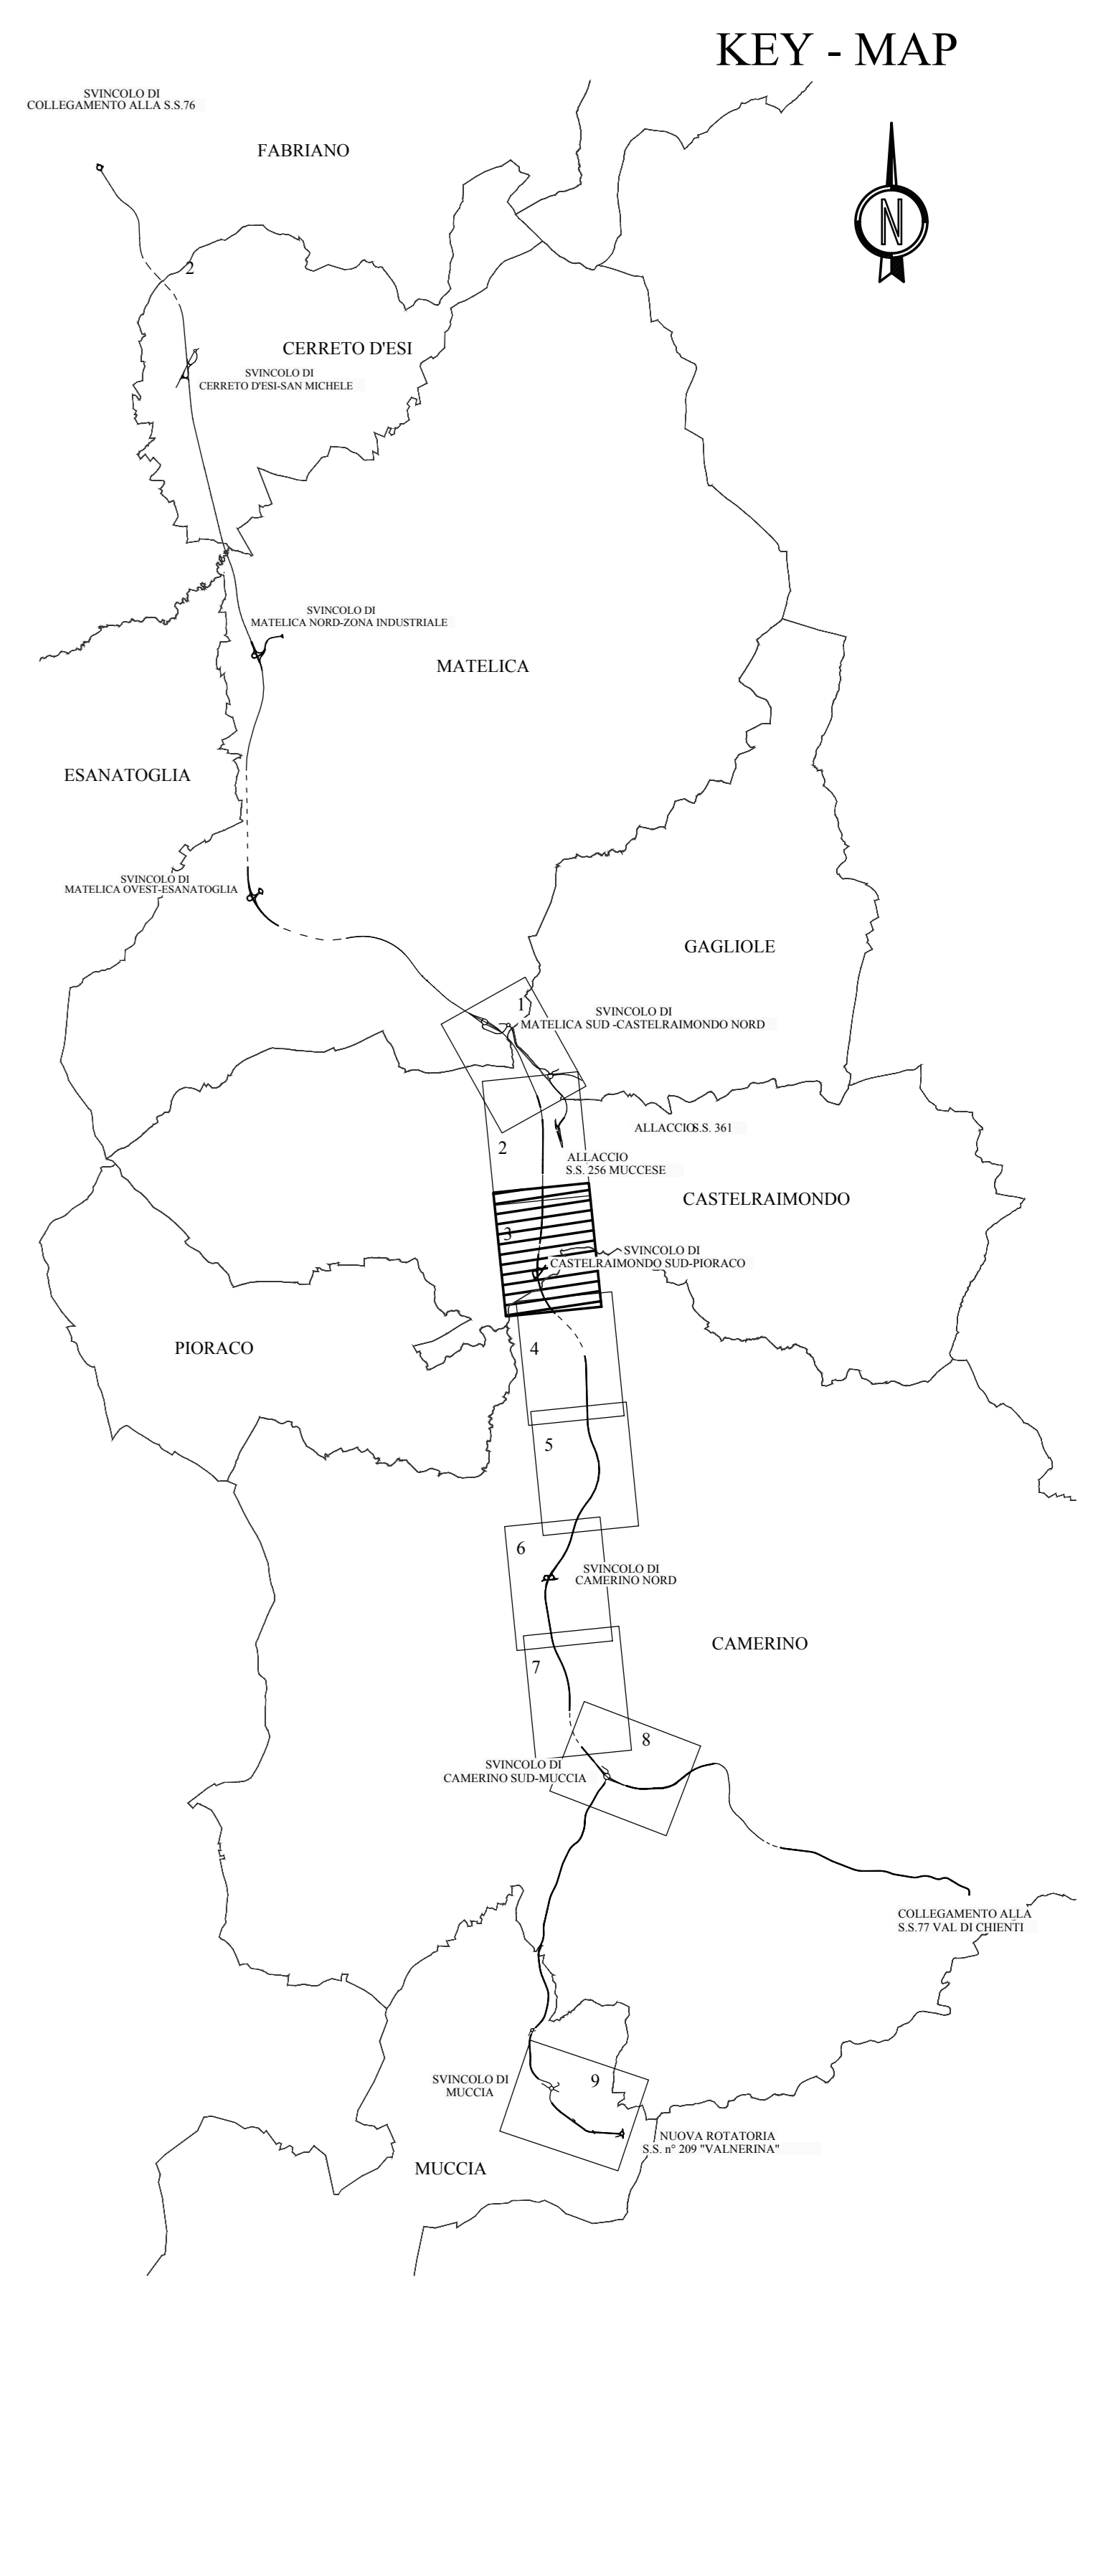 KEY - MAP
SVINCOLO DI
COLLEGAMENTO ALLA S.S.76
FABRIANO
N
2
CERRETO D'ESI
SVINCOLO DI
CERRETO D'ESI-SAN MICHELE
SVINCOLO DI
MATELICA NORD-ZONA INDUSTRIALE
MATELICA
ESANATOGLIA
SVINCOLO DI
MATELICA OVEST-ESANATOGLIA
GAGLIOLE
1
SVINCOLO DI
MATELICA SUD -CASTELRAIMONDO NORD
ALLACCIO S.S. 361
2
ALLACCIO
S.S. 256 MUCCESE
CASTELRAIMONDO
3
SVINCOLO DI
CASTELRAIMONDO SUD-PIORACO
PIORACO
4
5
6
SVINCOLO DI
CAMERINO NORD
CAMERINO
7
8
SVINCOLO DI
CAMERINO SUD-MUCCIA
COLLEGAMENTO ALLA
S.S.77 VAL DI CHIENTI
SVINCOLO DI
MUCCIA
9
NUOVA ROTATORIA
S.S. n° 209 "VALNERINA"
MUCCIA